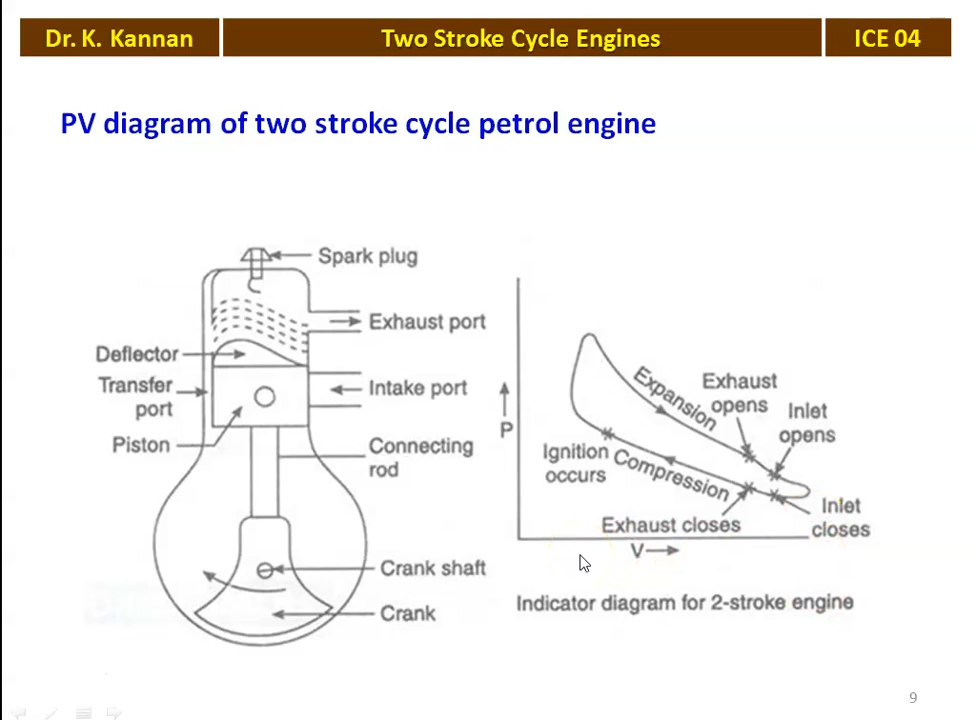 Dr. K. Kannan
Two Stroke Cycle Engines
ICE 04
PV diagram of two stroke cycle petrol engine
Spark plug
Exhaust port
Deflector
Transfer
port
Intake port
Piston
Connecting
rod
Crank shaft
Crank
P
Expansion
Exhaust
opens
Inlet
opens
Ignition
occurs
Compression
Exhaust closes
Inlet
closes
V
Indicator diagram for 2-stroke engine
9